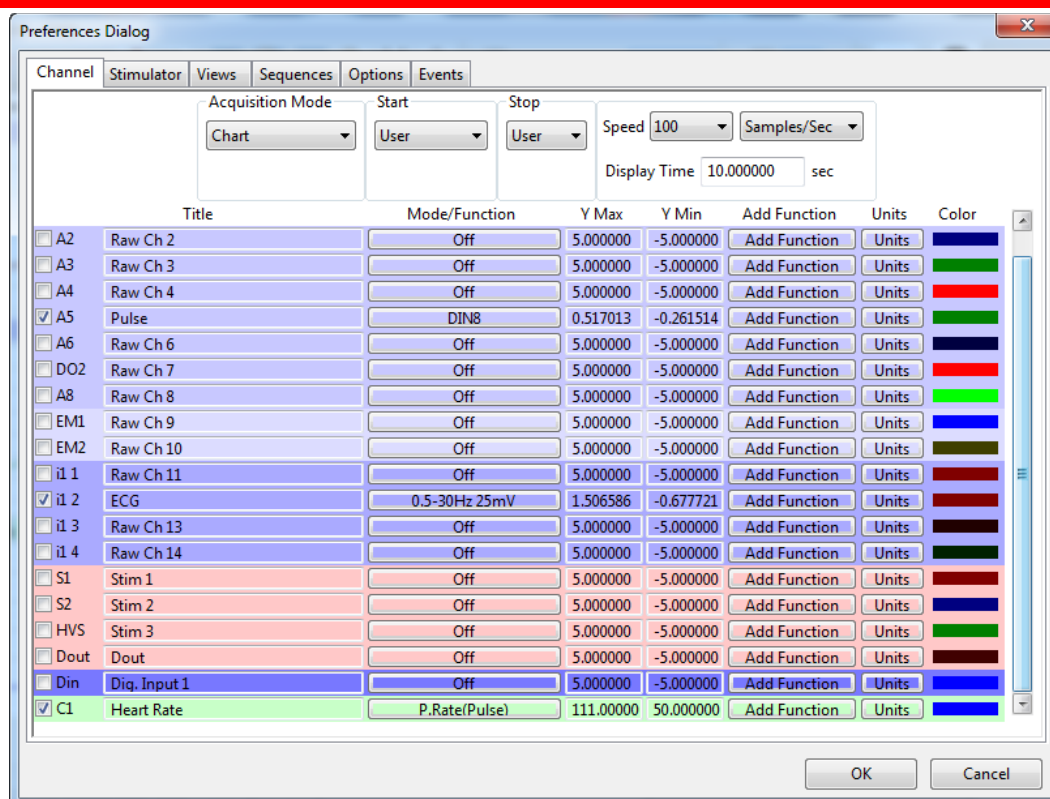 Preferences Dialog
Channel Stimulator Views Sequences Options Events
Acquisition Mode Start Stop
Chart User User Speed 100 Samples/Sec
Display Time 10.000000 sec
Title Mode/Function Y Max Y Min Add Function Units Color
A2 Raw Ch 2 Off 5.000000 -5.000000 Add Function Units
A3 Raw Ch 3 Off 5.000000 -5.000000 Add Function Units
A4 Raw Ch 4 Off 5.000000 -5.000000 Add Function Units
A5 Pulse DIN8 0.517013 -0.261514 Add Function Units
A6 Raw Ch 6 Off 5.000000 -5.000000 Add Function Units
DO2 Raw Ch 7 Off 5.000000 -5.000000 Add Function Units
A8 Raw Ch 8 Off 5.000000 -5.000000 Add Function Units
EM1 Raw Ch 9 Off 5.000000 -5.000000 Add Function Units
EM2 Raw Ch 10 Off 5.000000 -5.000000 Add Function Units
i1 1 Raw Ch 11 Off 5.000000 -5.000000 Add Function Units
i1 2 ECG 0.5-30Hz 25mV 1.506586 -0.677721 Add Function Units
i1 3 Raw Ch 13 Off 5.000000 -5.000000 Add Function Units
i1 4 Raw Ch 14 Off 5.000000 -5.000000 Add Function Units
S1 Stim 1 Off 5.000000 -5.000000 Add Function Units
S2 Stim 2 Off 5.000000 -5.000000 Add Function Units
HVS Stim 3 Off 5.000000 -5.000000 Add Function Units
Dout Dout Off 5.000000 -5.000000 Add Function Units
Din Dig. Input 1 Off 5.000000 -5.000000 Add Function Units
C1 Heart Rate P.Rate(Pulse) 111.00000 50.000000 Add Function Units
OK Cancel